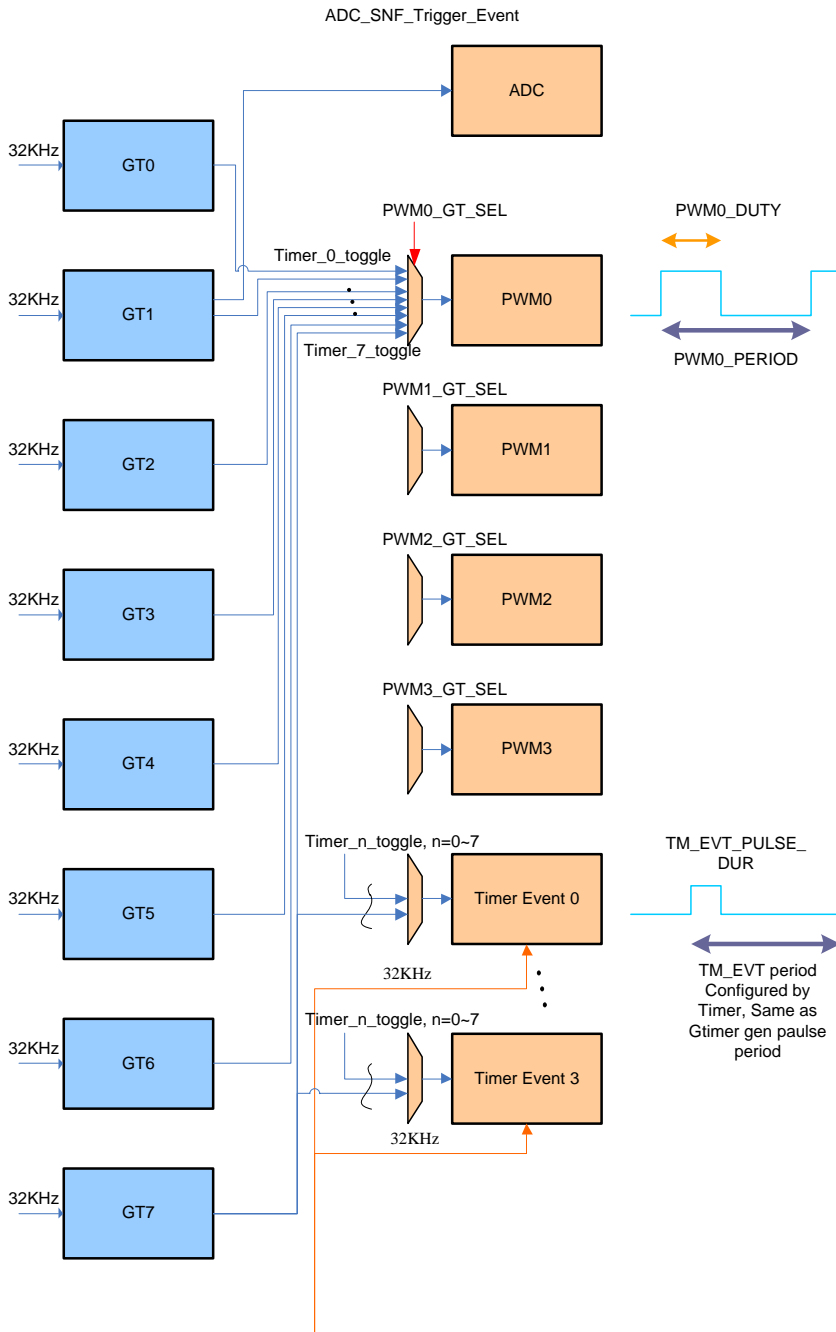 ADC_SNF_Trigger_Event
ADC
32KHz
GT0
PWM0_GT_SEL
PWM0_DUTY
Timer_0_toggle
32KHz
GT1
PWM0
Timer_7_toggle
PWM0_PERIOD
PWM1_GT_SEL
32KHz
GT2
PWM1
PWM2_GT_SEL
32KHz
GT3
PWM2
PWM3_GT_SEL
32KHz
GT4
PWM3
Timer_n_toggle, n=0~7
TM_EVT_PULSE_
DUR
32KHz
GT5
Timer Event 0
32KHz
TM_EVT period
Configured by
Timer, Same as
Gtimer gen paulse
period
Timer_n_toggle, n=0~7
32KHz
GT6
Timer Event 3
32KHz
32KHz
GT7